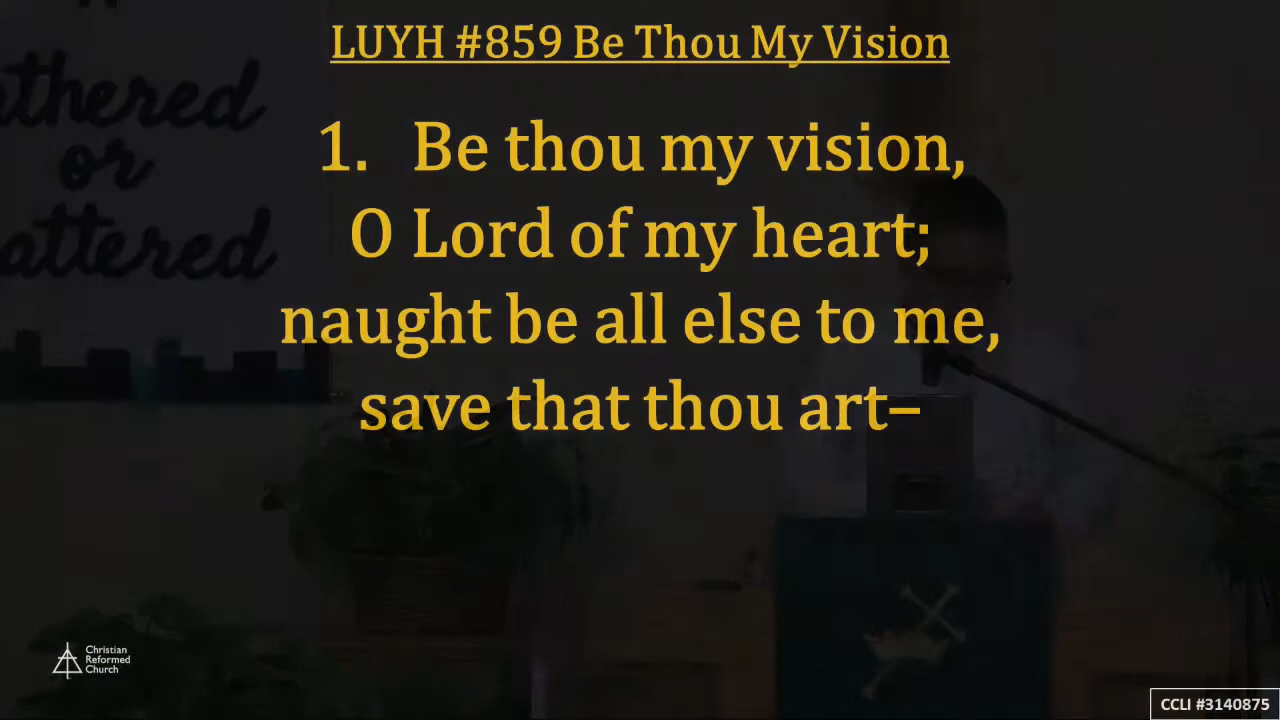 LUYH #859 Be Thou My Vision
1. Be thou my vision,
O Lord of my heart;
naught be all else to me,
save that thou art–
or
Christian
Reformed
Church
CCLI #3140875